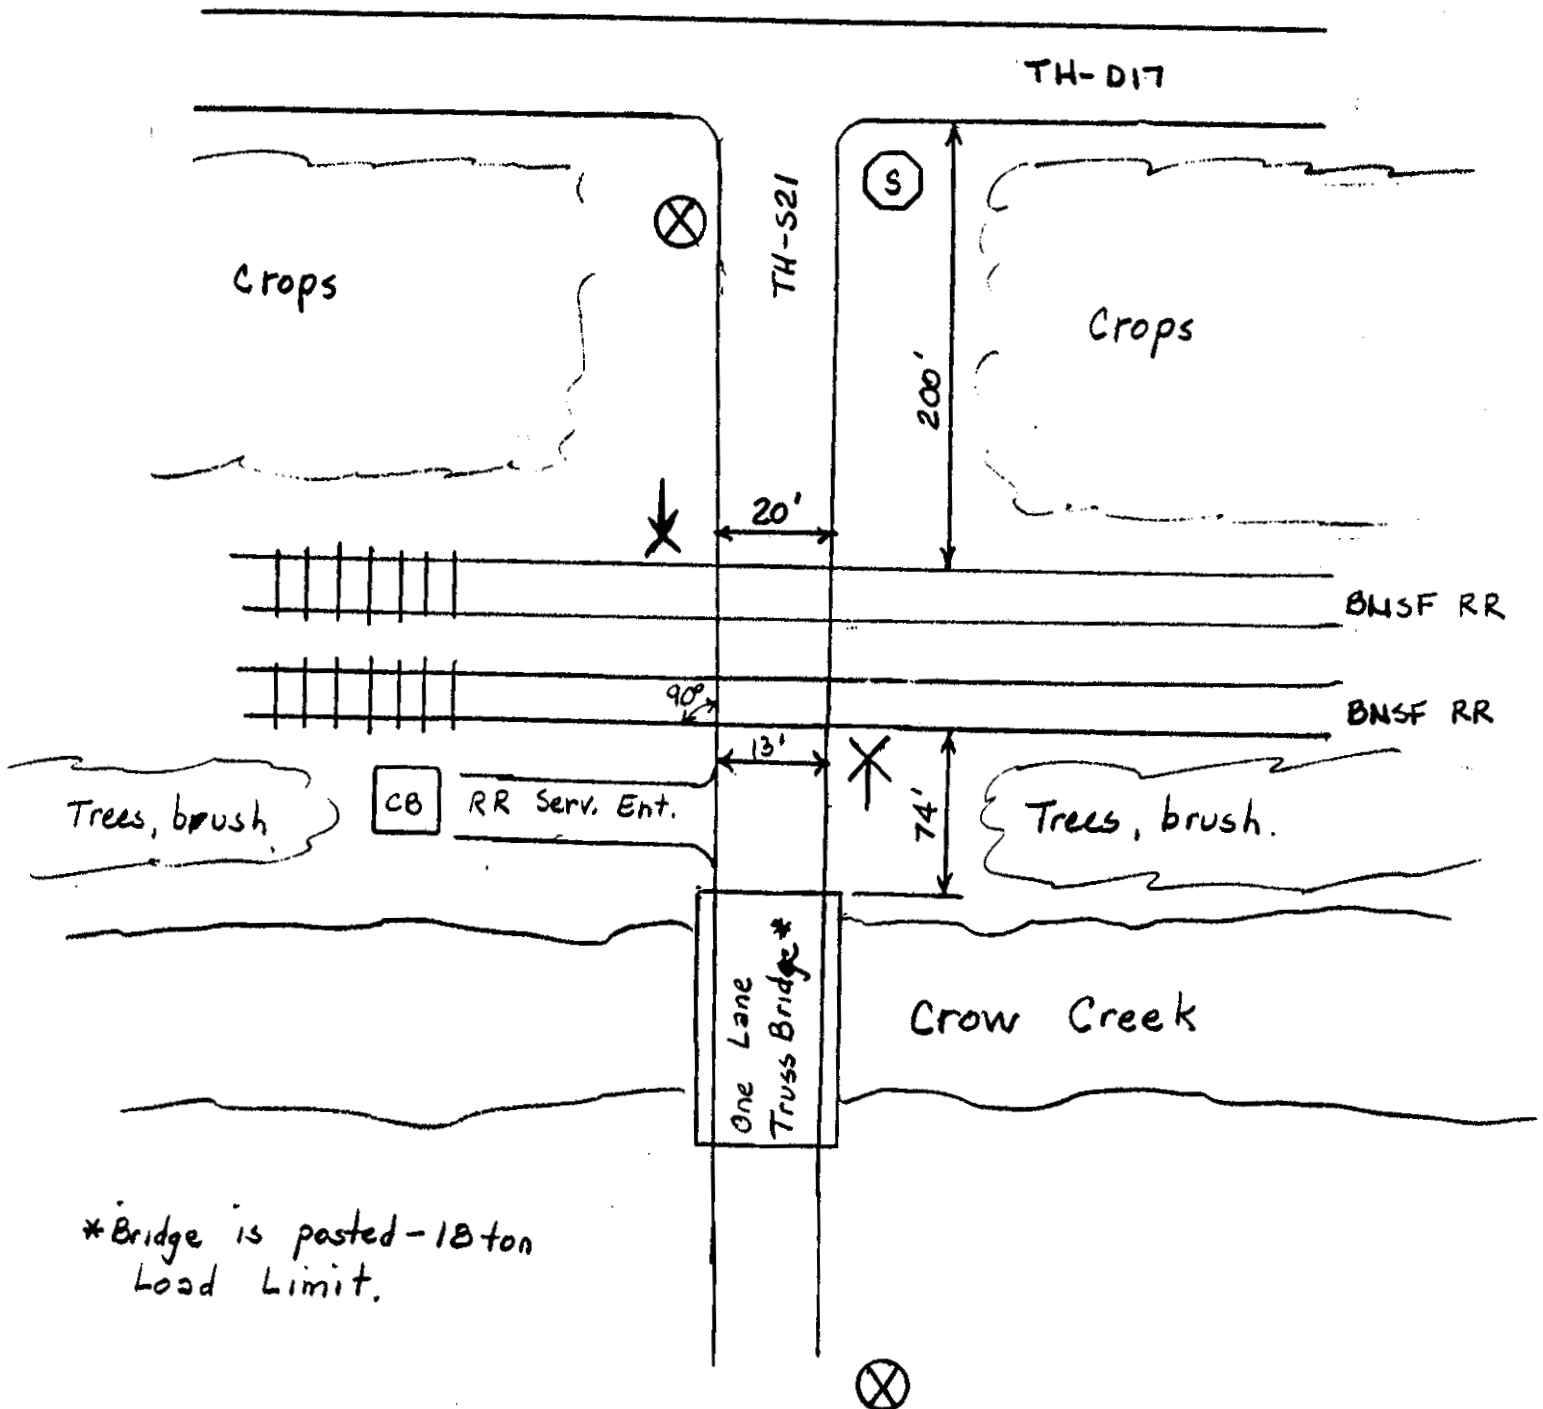 TH-D17
S
TH-S21
Crops
Crops
200'
20'
BNSF RR
90°
BNSF RR
13'
CB
RR Serv. Ent.
74'
Trees, brush
Trees, brush.
One Lane
Truss Bridge*
Crow Creek
*Bridge is posted - 18 ton
Load Limit.